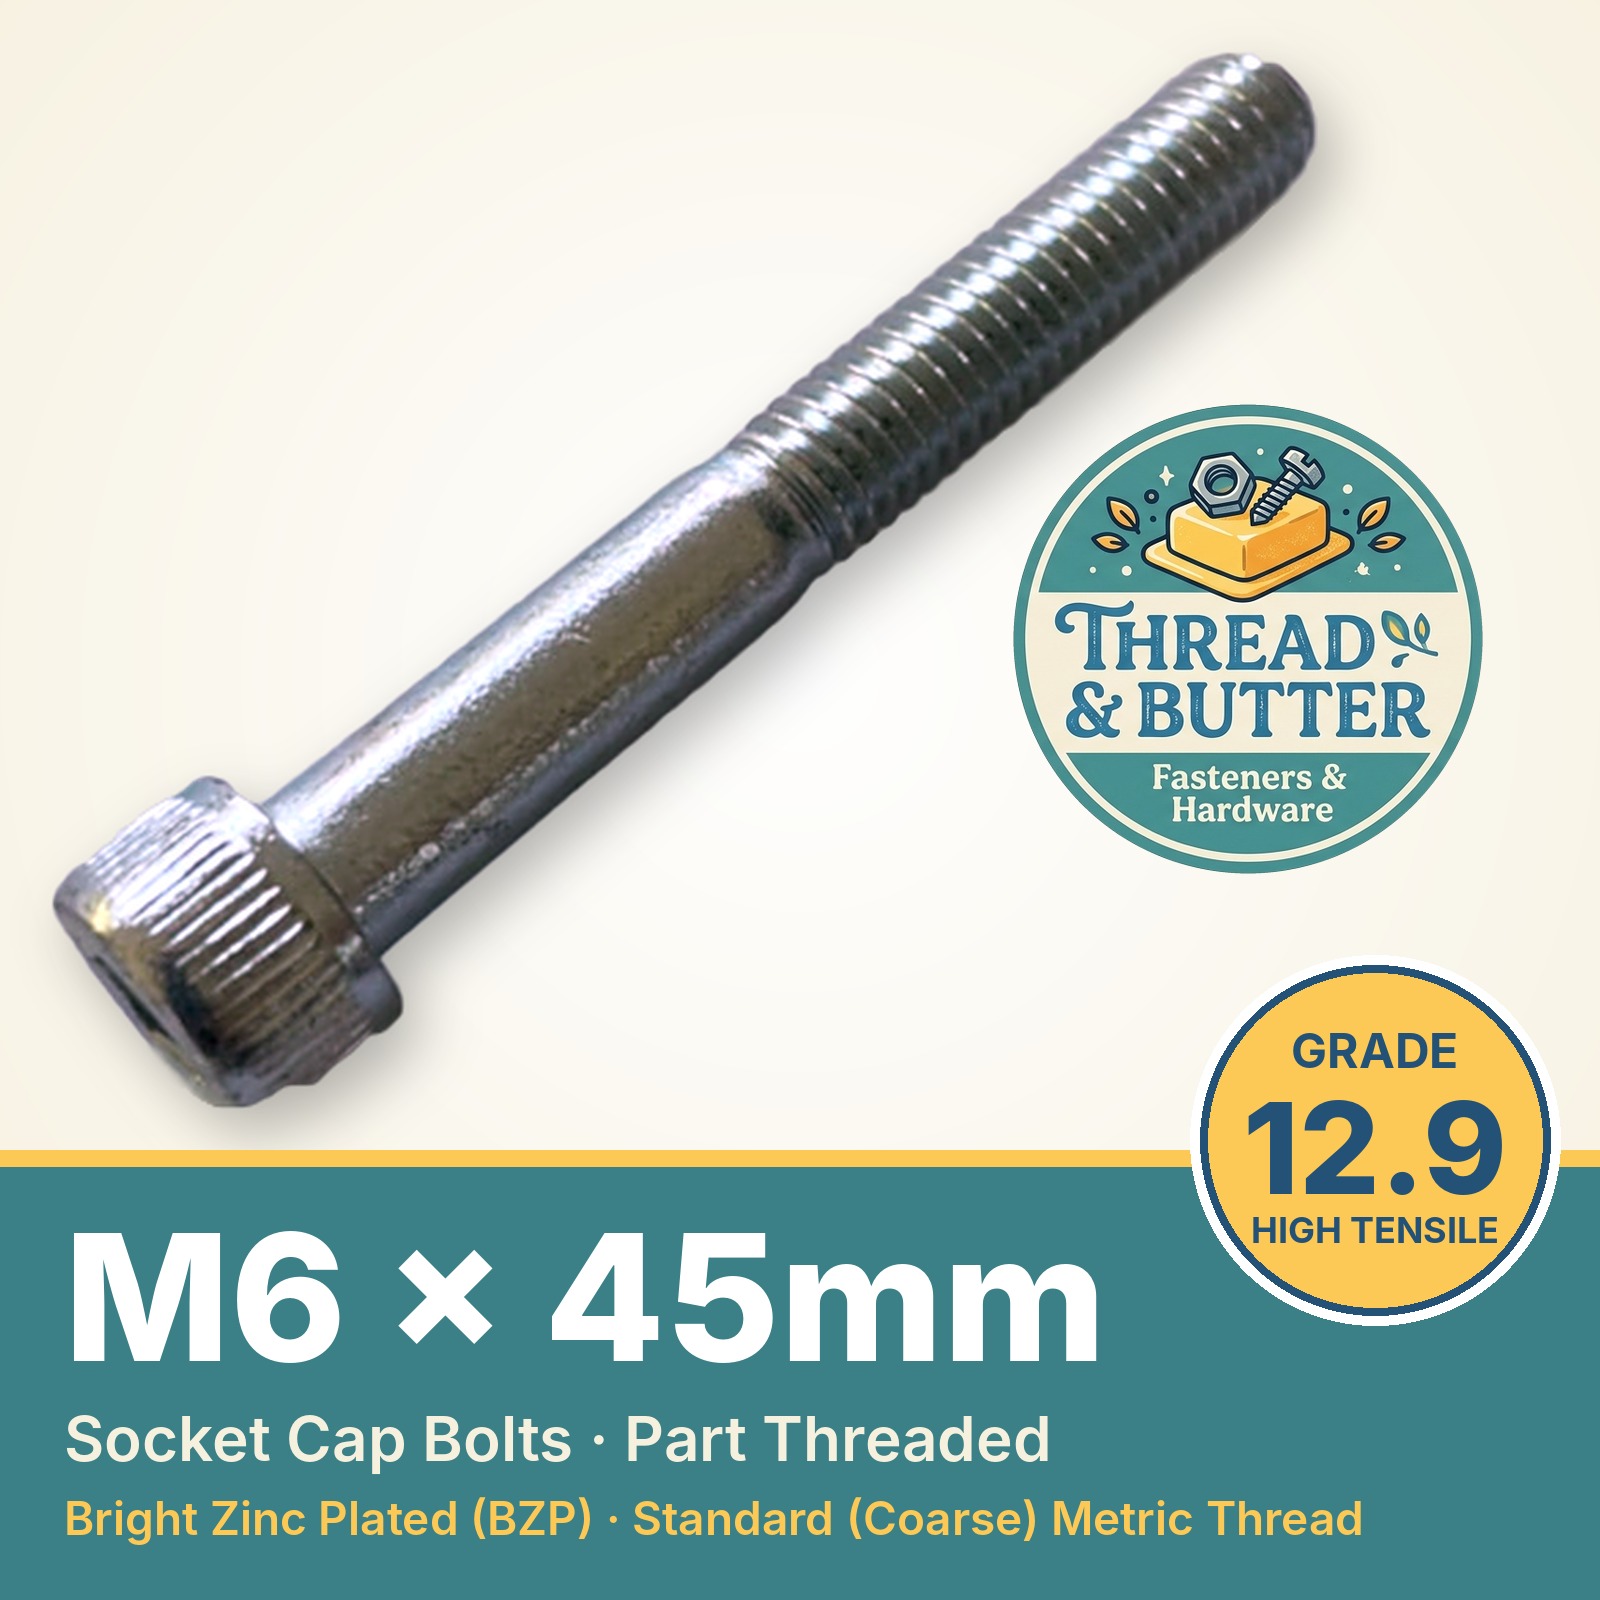 THREAD
& BUTTER
Fasteners &
Hardware
GRADE
12.9
HIGH TENSILE
M6 × 45mm
Socket Cap Bolts · Part Threaded
Bright Zinc Plated (BZP) · Standard (Coarse) Metric Thread